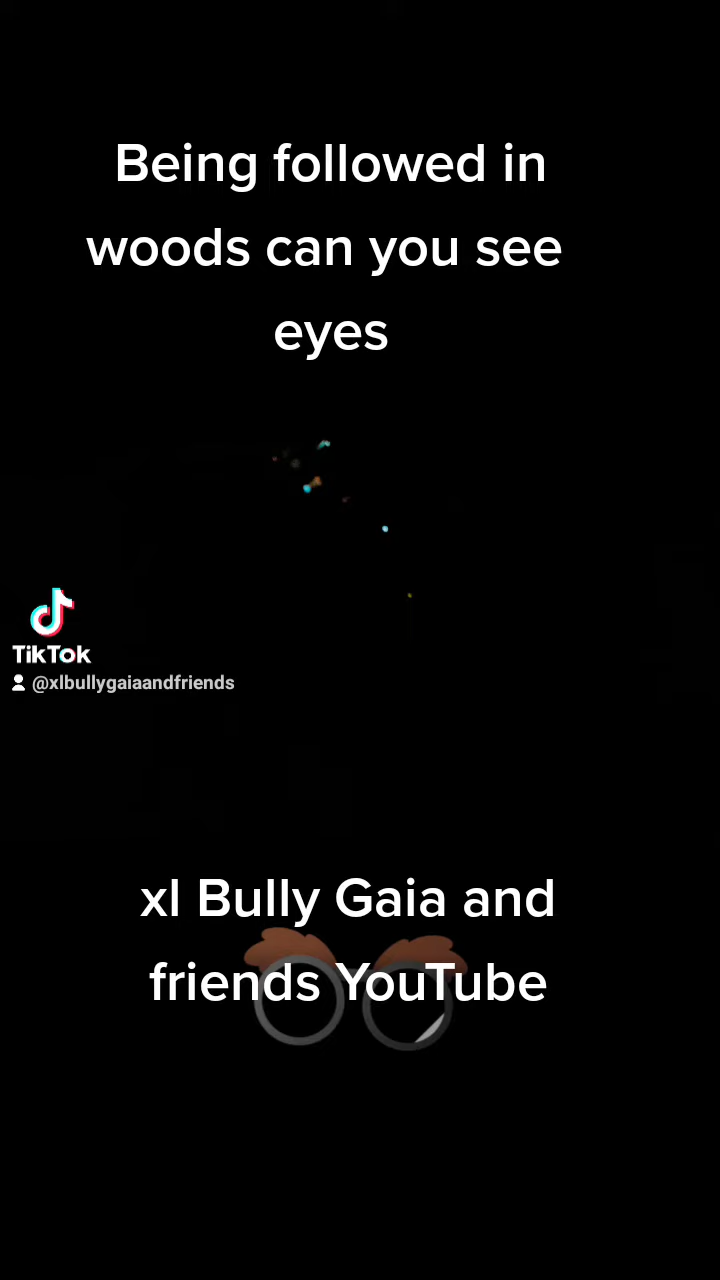 Being followed in
woods can you see
eyes
TikTok
@xlbullygaiaandfriends
xl Bully Gaia and
friends YouTube